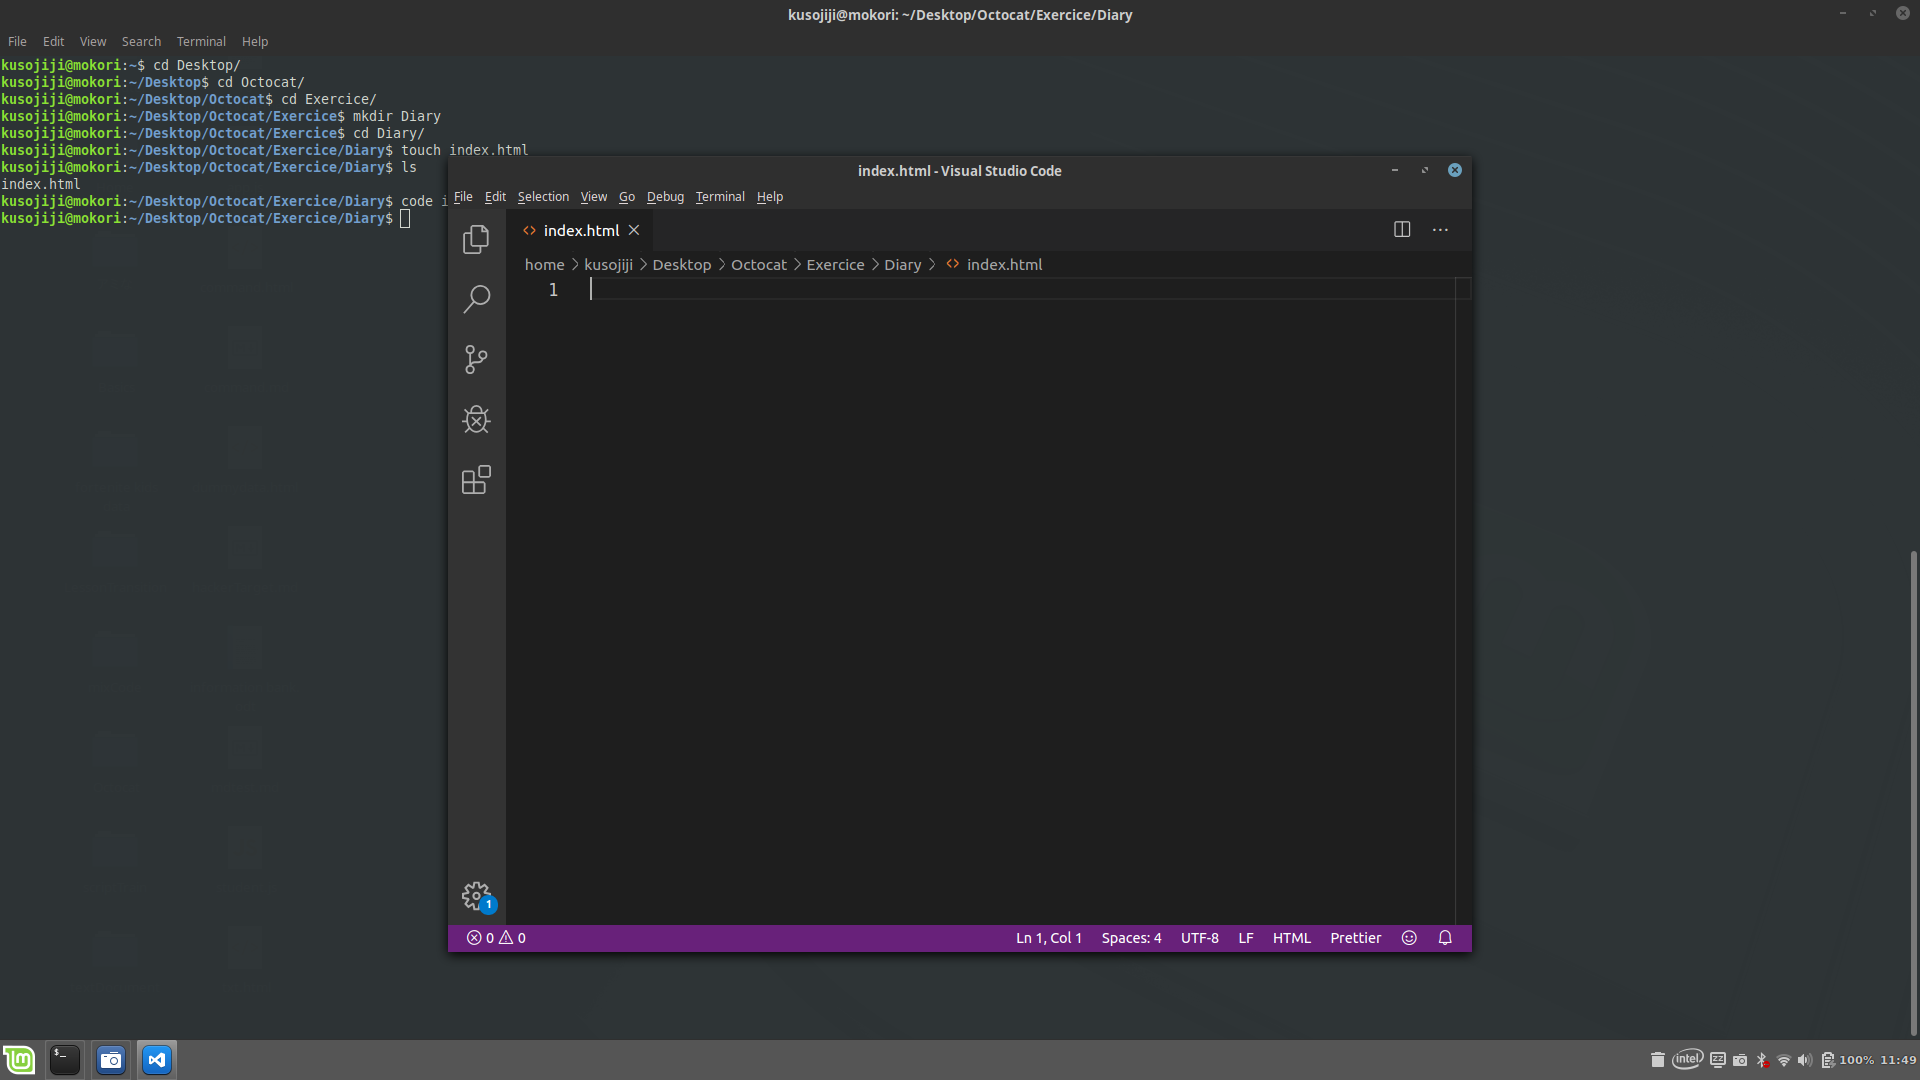 kusojiji@mokori: ~/Desktop/Octocat/Exercice/Diary
File Edit View Search Terminal Help
kusojiji@mokori:~$ cd Desktop/
kusojiji@mokori:~/Desktop$ cd Octocat/
kusojiji@mokori:~/Desktop/Octocat$ cd Exercice/
kusojiji@mokori:~/Desktop/Octocat/Exercice$ mkdir Diary
kusojiji@mokori:~/Desktop/Octocat/Exercice$ cd Diary/
kusojiji@mokori:~/Desktop/Octocat/Exercice/Diary$ touch index.html
kusojiji@mokori:~/Desktop/Octocat/Exercice/Diary$ ls
index.html
kusojiji@mokori:~/Desktop/Octocat/Exercice/Diary$ code i
kusojiji@mokori:~/Desktop/Octocat/Exercice/Diary$
index.html - Visual Studio Code
File Edit Selection View Go Debug Terminal Help
index.html
home > kusojiji > Desktop > Octocat > Exercice > Diary > index.html
1
1
0 0 Ln 1, Col 1 Spaces: 4 UTF-8 LF HTML Prettier
$_ intel zz 100% 11:49